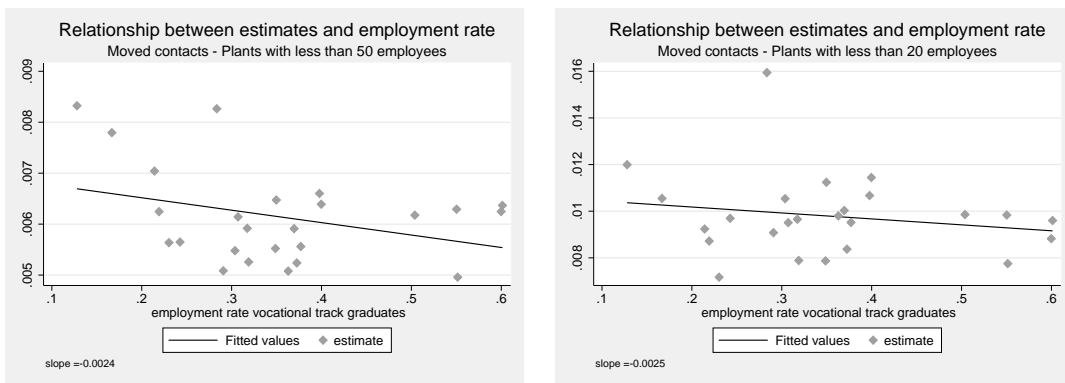 Relationship between estimates and employment rate
Moved contacts - Plants with less than 50 employees
.009
.008
.007
.006
.005
.1 .2 .3 .4 .5 .6
employment rate vocational track graduates
Fitted values estimate
slope =-0.0024
Relationship between estimates and employment rate
Moved contacts - Plants with less than 20 employees
.016
.014
.012
.01
.008
.1 .2 .3 .4 .5 .6
employment rate vocational track graduates
Fitted values estimate
slope =-0.0025